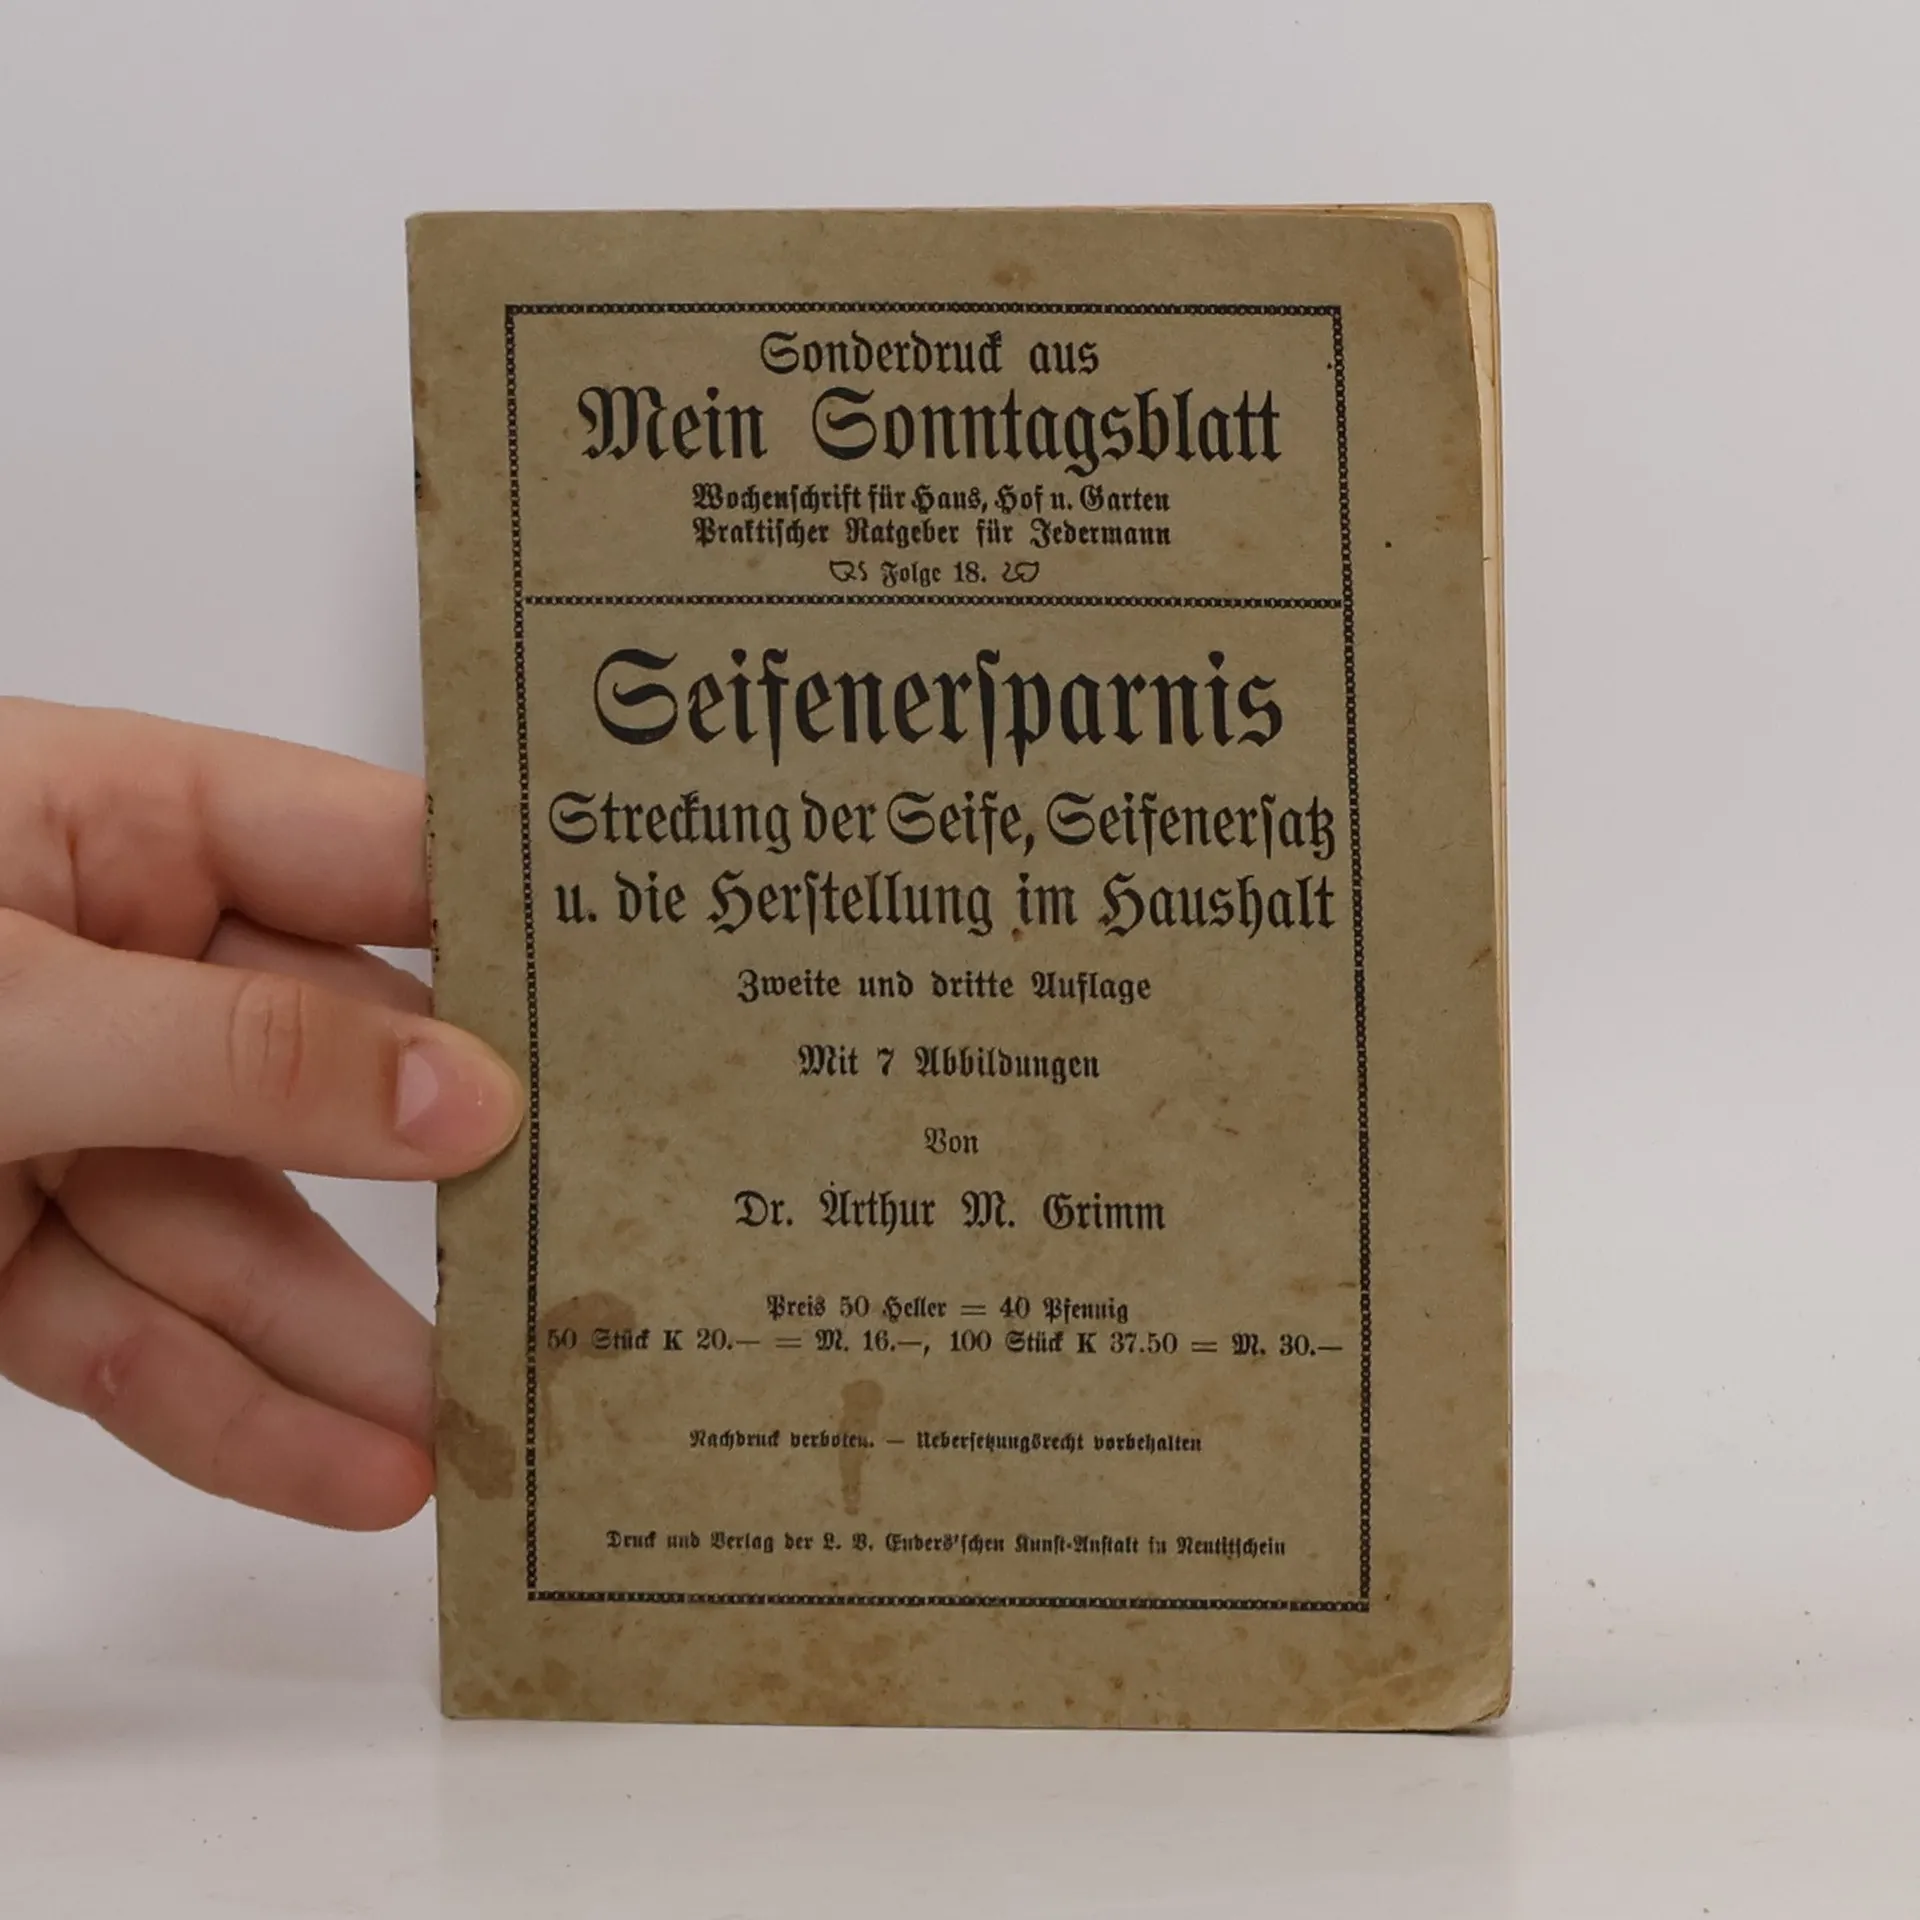 Sonderdruck aus
Mein Sonntagsblatt
Wochenschrift für Haus, Hof u. Garten
Praktischer Ratgeber für Jedermann
Folge 18.
Seifenersparnis
Streckung der Seife, Seifenersatz
u. die Herstellung im Haushalt
Zweite und dritte Auflage
Mit 7 Abbildungen
Von
Dr. Arthur M. Grimm
Preis 50 Heller = 40 Pfennig
50 Stück K 20.— = M. 16.—, 100 Stück K 37.50 = M. 30.—
Nachdruck verboten. — Uebersetzungsrecht vorbehalten
Druck und Verlag der L. V. Enders'schen Kunst-Anstalt in Neutitschein